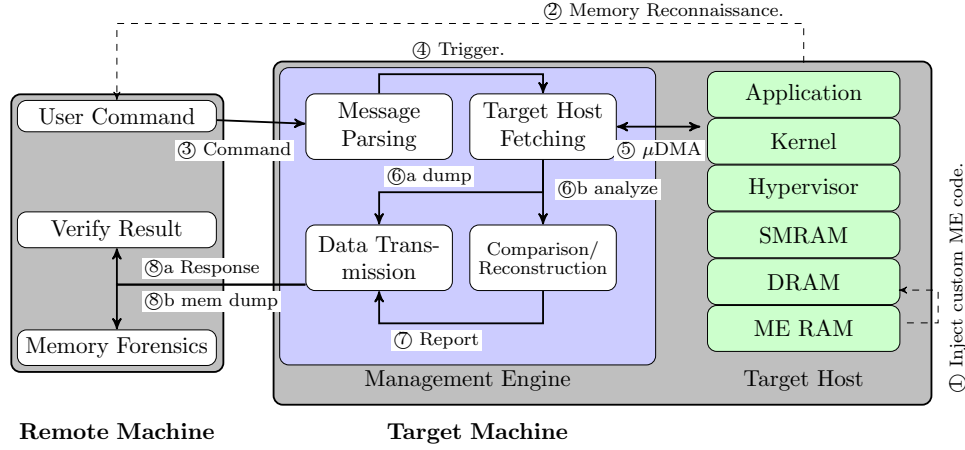 ② Memory Reconnaissance.
④ Trigger.
User Command
③ Command
Message
Parsing
Target Host
Fetching
⑤ μDMA
⑥a dump
⑥b analyze
Verify Result
⑧a Response
⑧b mem dump
Memory Forensics
Data Trans-
mission
Comparison/
Reconstruction
⑦ Report
Management Engine
Application
Kernel
Hypervisor
SMRAM
DRAM
ME RAM
Target Host
① Inject custom ME code.
Remote Machine
Target Machine